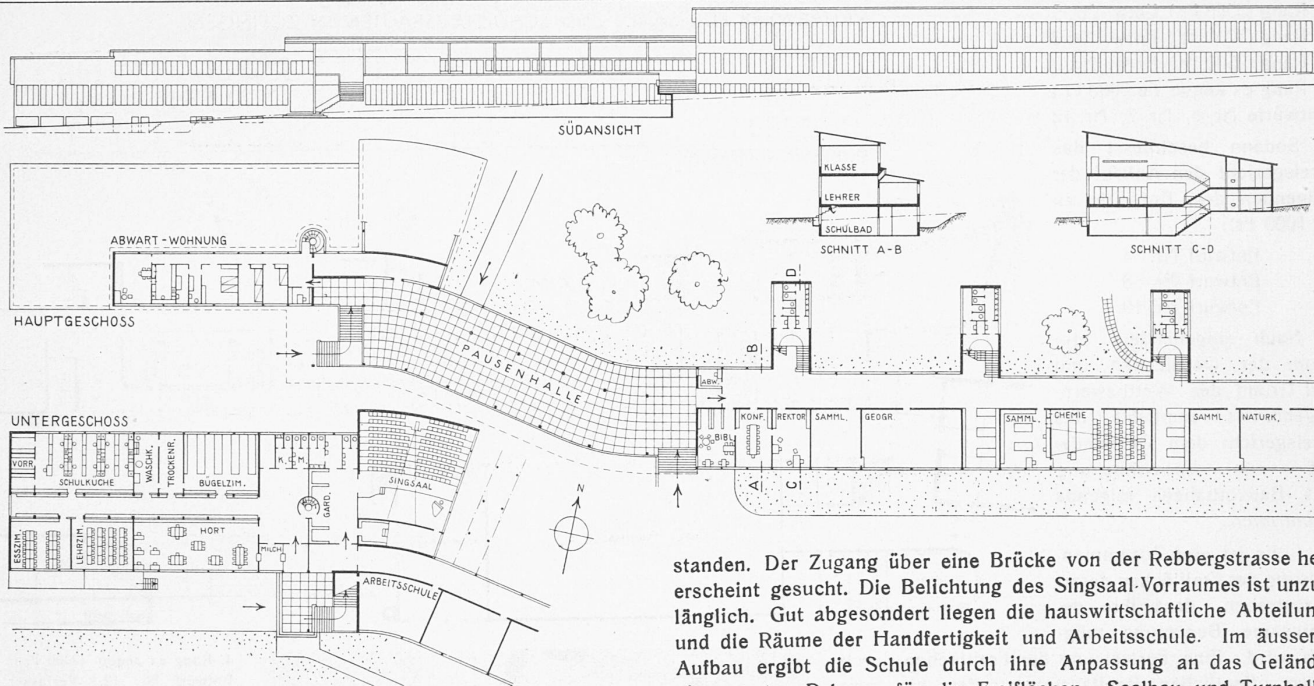 SÜDANSICHT
KLASSE
LEHRER
SCHULBAD
SCHNITT A-B
SCHNITT C-D
ABWART-WOHNUNG
HAUPTGESCHOSS
PAUSENHALLE
B
D
M.
K.
ABW.
BIBL.
KONF.
REKTOR
SAMML.
GEOGR.
SAMML.
CHEMIE
SAMML.
NATURK.
A
C
UNTERGESCHOSS
VORR.
SCHULKÜCHE
WASCHK.
TROCKENR.
BÜGELZIM.
K.
M.
GARD.
SINGSAAL
N
ESSZIM.
LEHRZIM.
HORT
MILCH
ARBEITSSCHULE
standen. Der Zugang über eine Brücke von der Rebbergstrasse he
erscheint gesucht. Die Belichtung des Singsaal-Vorraumes ist unzu
länglich. Gut abgesondert liegen die hauswirtschaftliche Abteilun
und die Räume der Handfertigkeit und Arbeitsschule. Im äusser
Aufbau ergibt die Schule durch ihre Anpassung an das Geländ